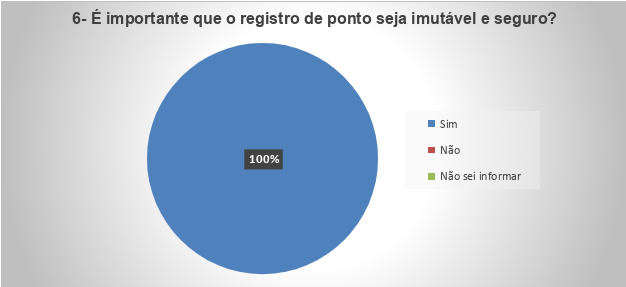 6- É importante que o registro de ponto seja imutável e seguro?
100%
Sim
Não
Não sei informar